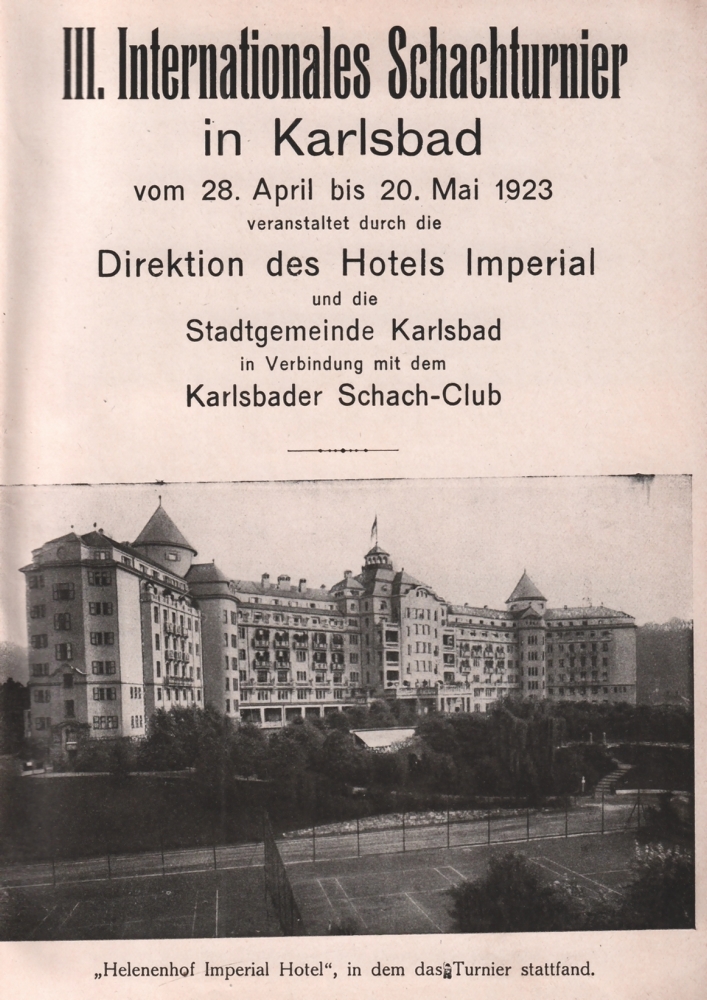 III. Internationales Schachturnier
in Karlsbad
vom 28. April bis 20. Mai 1923
veranstaltet durch die
Direktion des Hotels Imperial
und die
Stadtgemeinde Karlsbad
in Verbindung mit dem
Karlsbader Schach-Club
„Helenenhof Imperial Hotel“, in dem das Turnier stattfand.